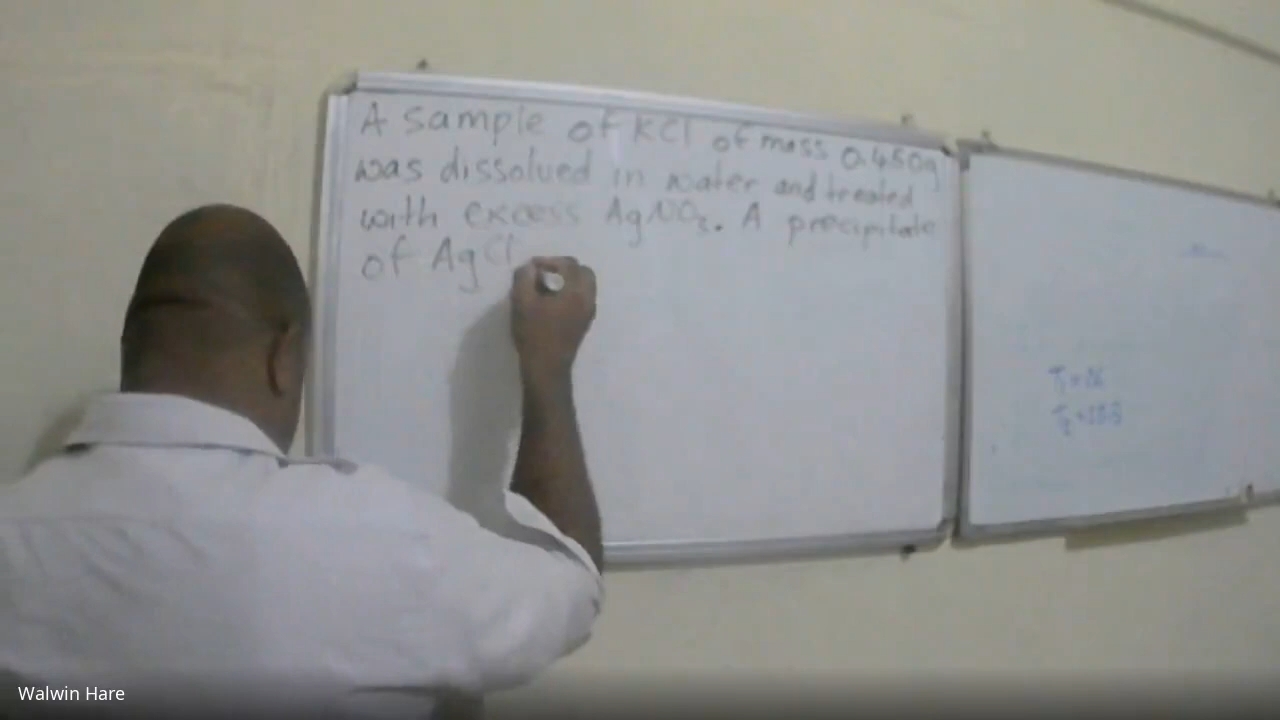 A sample of KCl of mass 0.450g
was dissolved in water and treated
with excess AgNO₃. A precipitate
of AgCl
Walwin Hare